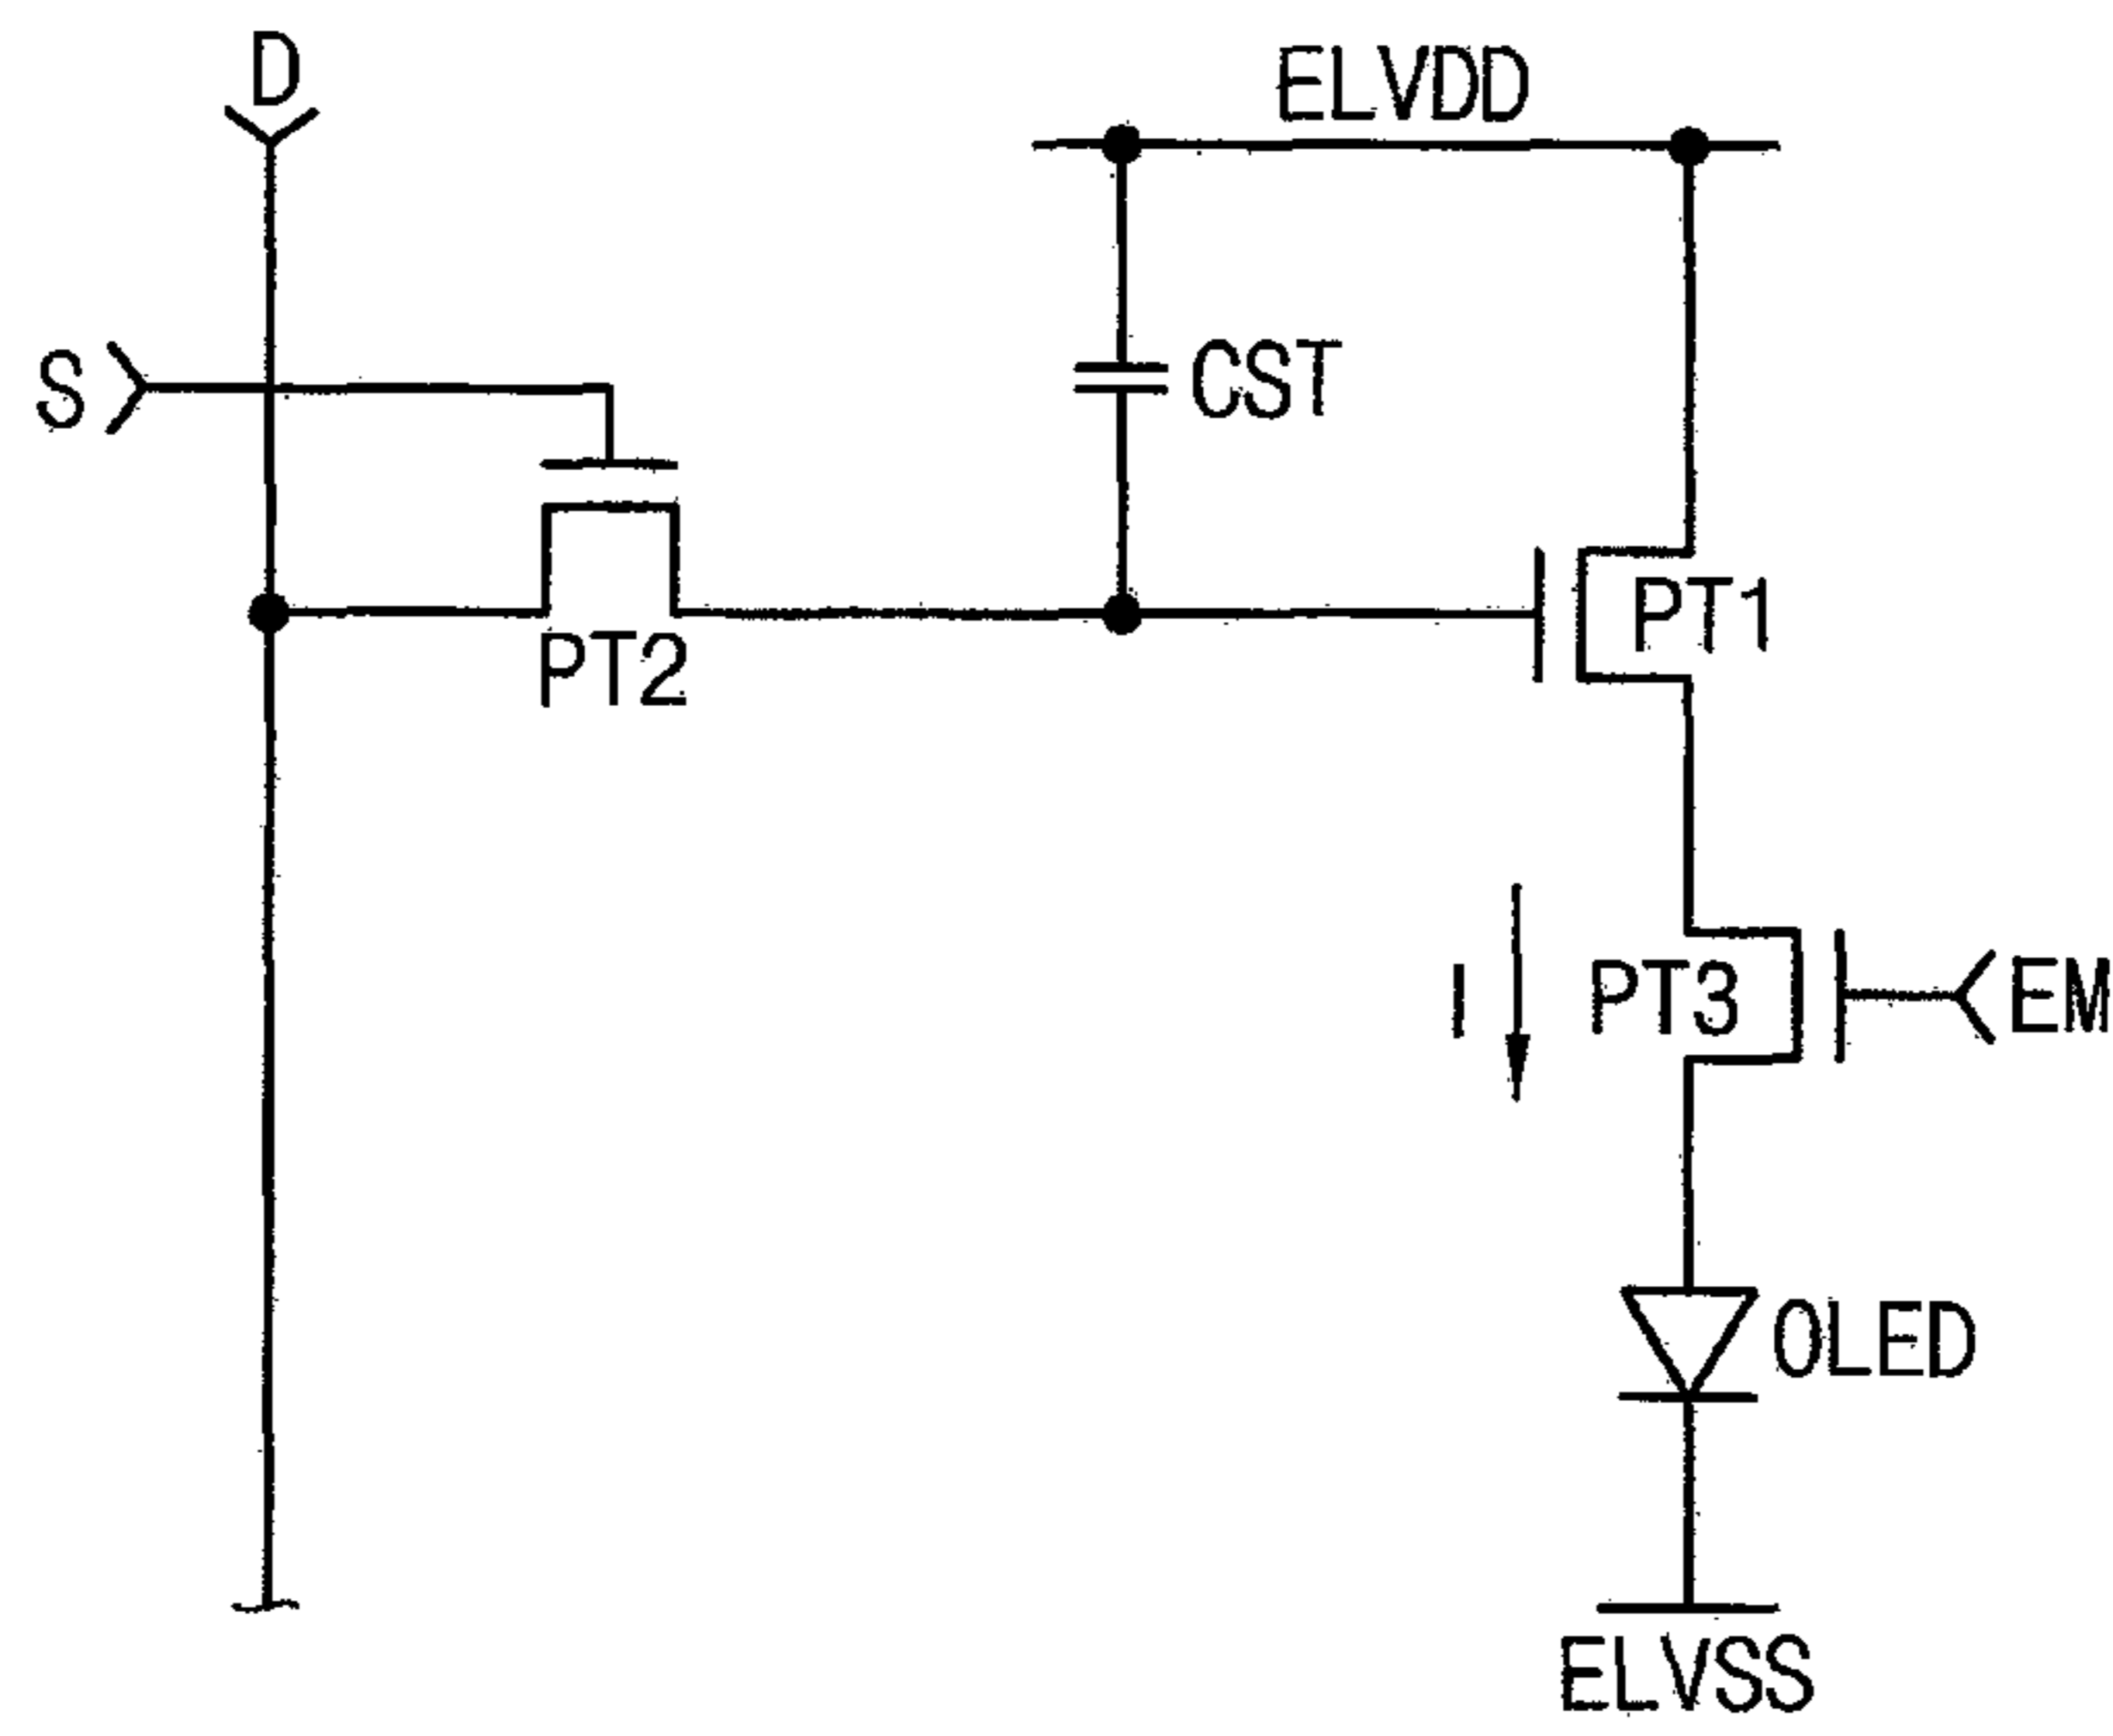 D
ELVDD
S
CST
PT1
PT2
I
PT3
EM
OLED
ELVSS